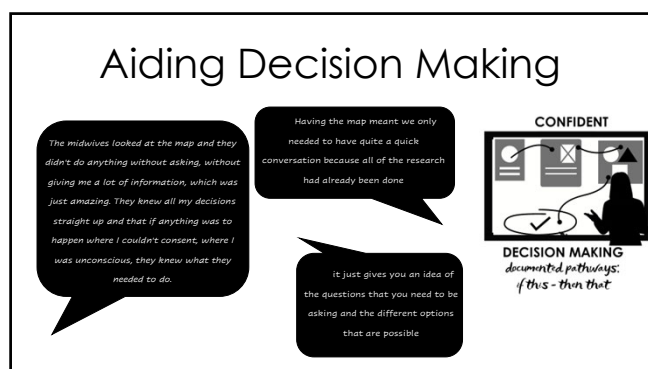 Aiding Decision Making
The midwives looked at the map and they
didn't do anything without asking, without
giving me a lot of information, which was
just amazing. They knew all my decisions
straight up and that if anything was to
happen where I couldn't consent, where I
was unconscious, they knew what they
needed to do.
Having the map meant we only
needed to have quite a quick
conversation because all of the research
had already been done
it just gives you an idea of
the questions that you need to be
asking and the different options
that are possible
CONFIDENT
DECISION MAKING
documented pathways:
if this - then that